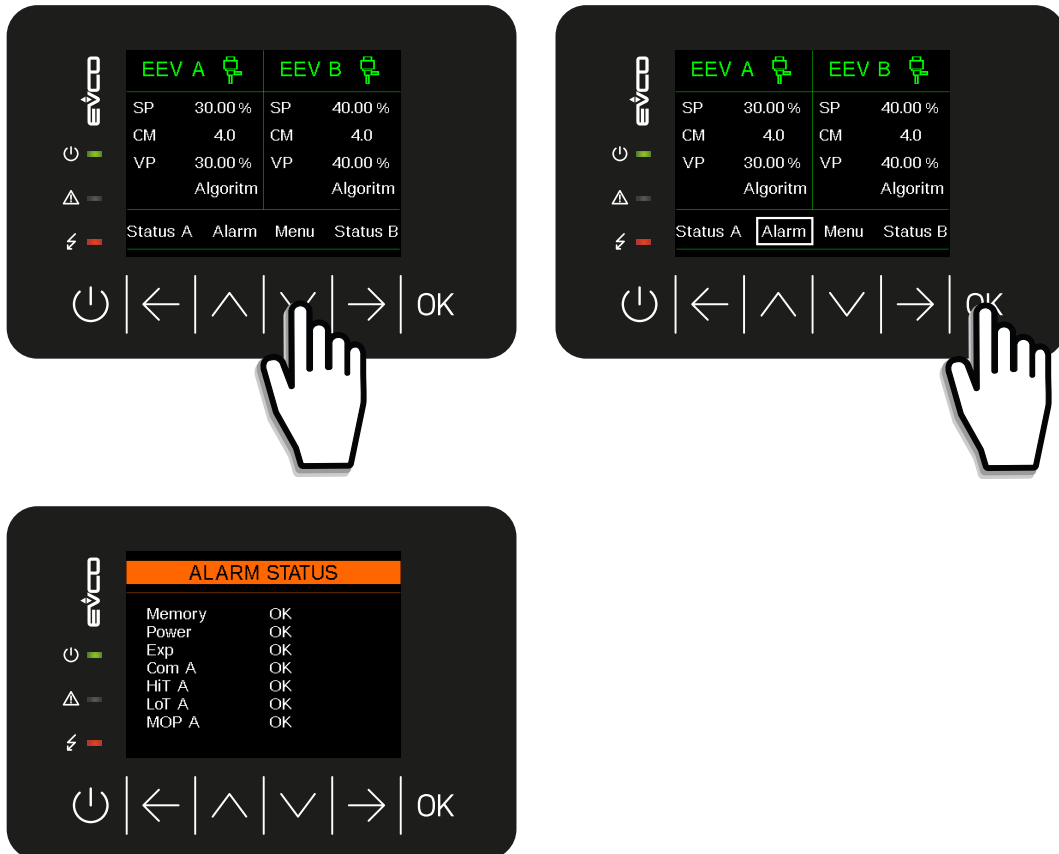 evco
EEV A EEV B
SP 30.00 % SP 40.00 %
CM 4.0 CM 4.0
VP 30.00 % VP 40.00 %
Algoritm Algoritm
Status A Alarm Menu Status B
OK
evco
EEV A EEV B
SP 30.00 % SP 40.00 %
CM 4.0 CM 4.0
VP 30.00 % VP 40.00 %
Algoritm Algoritm
Status A Alarm Menu Status B
OK
evco
ALARM STATUS
Memory OK
Power OK
Exp OK
Com A OK
HiT A OK
LoT A OK
MOP A OK
OK